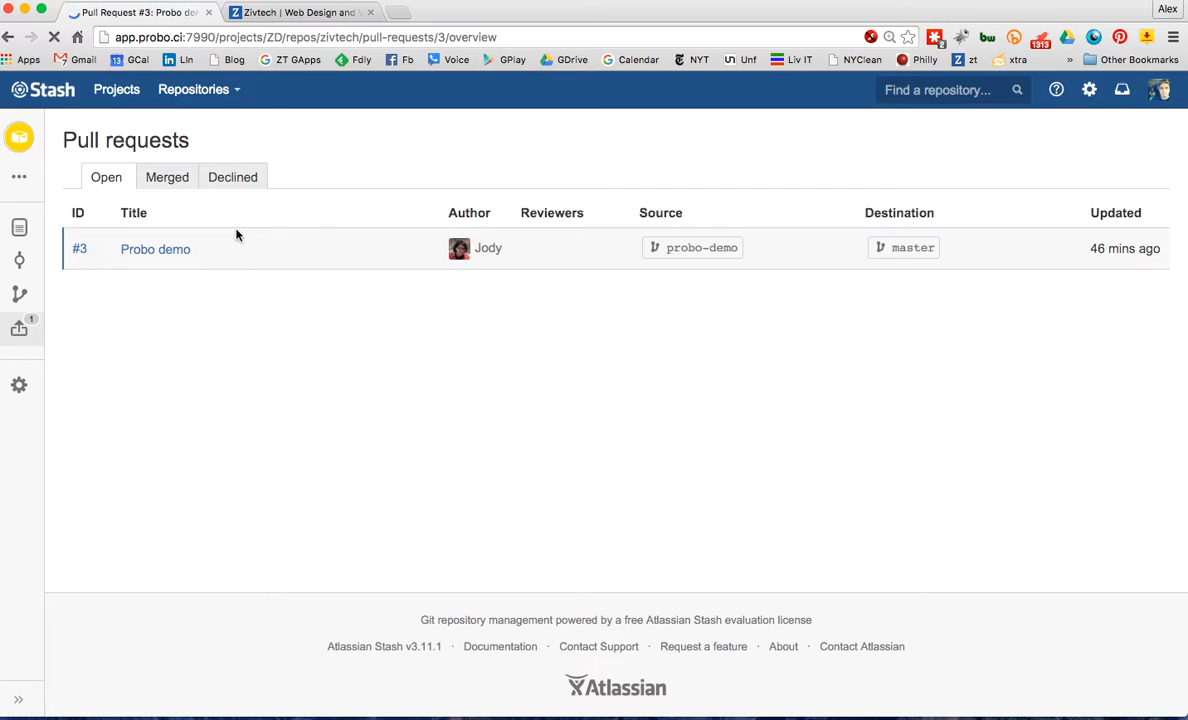 Pull Request #3: Probo der
Zivtech | Web Design and
Alex
app.probo.ci:7990/projects/ZD/repos/zivtech/pull-requests/3/overview
2
1313
Apps Gmail 13 GCal LIn Blog ZT GApps Fdly Fb Voice GPlay GDrive Calendar NYT Unf Liv IT NYClean Philly zt xtra » Other Bookmarks
Stash Projects Repositories Find a repository...
Pull requests
Open Merged Declined
ID Title Author Reviewers Source Destination Updated
#3 Probo demo Jody probo-demo master 46 mins ago
1
Git repository management powered by a free Atlassian Stash evaluation license
Atlassian Stash v3.11.1 · Documentation · Contact Support · Request a feature · About · Contact Atlassian
Atlassian